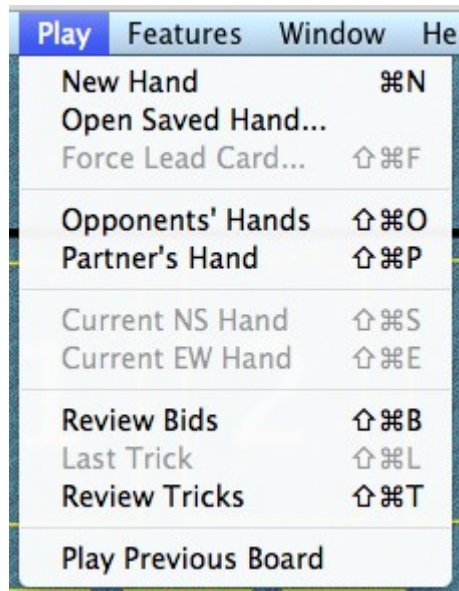 Play Features Window He
New Hand ⌘N
Open Saved Hand...
Force Lead Card... ⇧⌘F
Opponents' Hands ⇧⌘O
Partner's Hand ⇧⌘P
Current NS Hand ⇧⌘S
Current EW Hand ⇧⌘E
Review Bids ⇧⌘B
Last Trick ⇧⌘L
Review Tricks ⇧⌘T
Play Previous Board